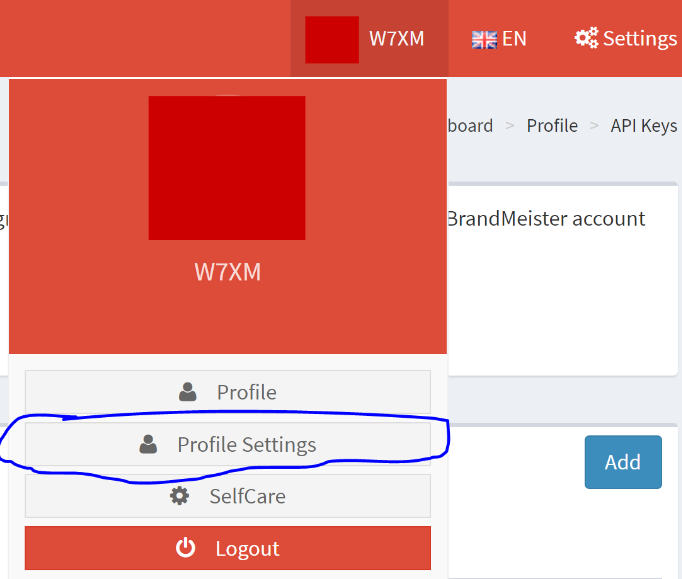 W7XM EN Settings
board > Profile > API Keys
W7XM
BrandMeister account
Profile
Profile Settings
Add
SelfCare
Logout